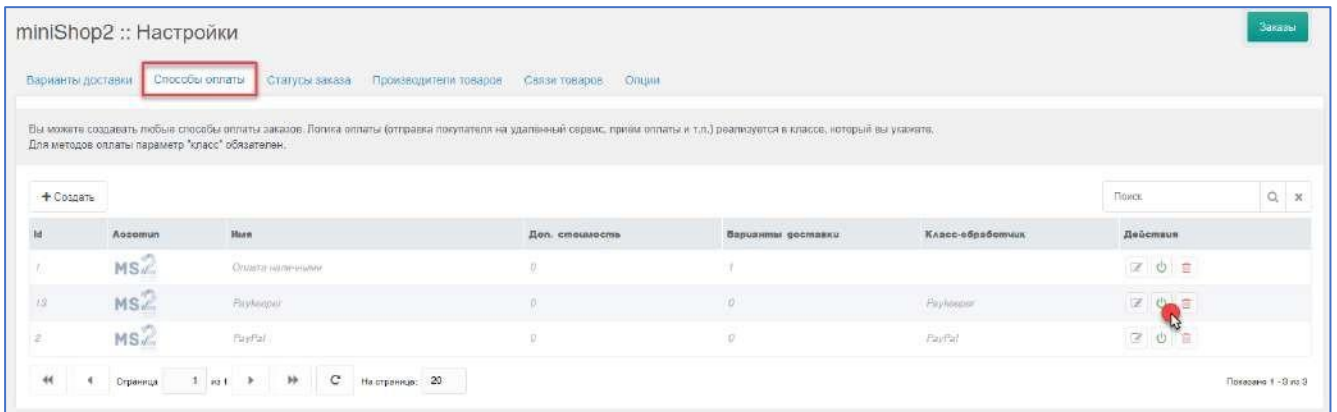 miniShop2 :: Настройки
Заказы
Варианты доставки Способы оплаты Статусы заказа Производители товаров Связи товаров Опции
Вы можете создавать любые способы оплаты заказов. Логика оплаты (отправка покупателя на удалённый сервис, приём оплаты и т.п.) реализуется в классе, который вы укажете.
Для методов оплаты параметр "класс" обязателен.
+ Создать Поиск
Id Логотип Имя Доп. стоимость Варианты доставки Класс-обработчик Действия
1 MS2 Оплата наличными 0 1
13 MS2 Paykeeper 0 0 Paykeeper
2 MS2 PayPal 0 0 PayPal
Страница 1 из 1 На странице: 20 Показано 1 - 3 из 3